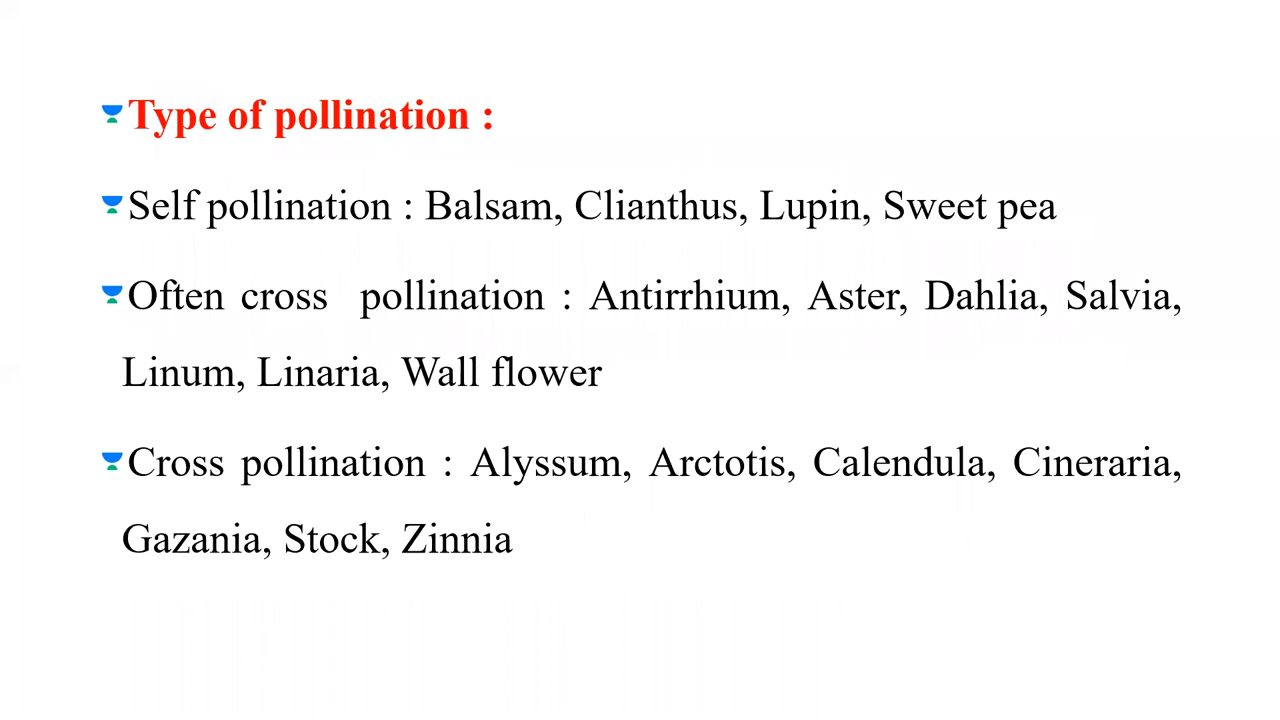 Type of pollination :
Self pollination : Balsam, Clianthus, Lupin, Sweet pea
Often cross pollination : Antirrhium, Aster, Dahlia, Salvia,
Linum, Linaria, Wall flower
Cross pollination : Alyssum, Arctotis, Calendula, Cineraria,
Gazania, Stock, Zinnia